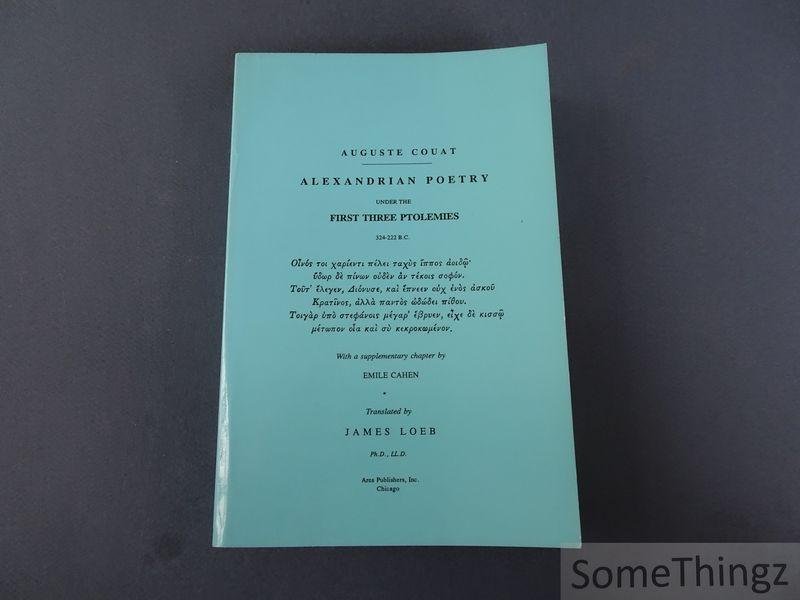 AUGUSTE COUAT
ALEXANDRIAN POETRY
UNDER THE
FIRST THREE PTOLEMIES
324-222 B.C.
Οἶνός τοι χαρίεντι πέλει ταχὺς ἵππος ἀοιδῷ·
ὕδωρ δὲ πίνων οὐδὲν ἂν τέκοις σοφόν.
Τοῦτ' ἔλεγεν, Διόνυσε, καὶ ἔπνεεν οὐχ ἑνὸς ἀσκοῦ
Κρατῖνος, ἀλλὰ παντὸς ὠδώδει πίθου.
Τοιγὰρ ὑπὸ στεφάνοις μέγαρ' ἔβρυεν, εἶχε δὲ κισσῷ
μέτωπον οἷα καὶ σὺ κεκροκωμένον.
With a supplementary chapter by
EMILE CAHEN
*
Translated by
JAMES LOEB
Ph.D., LL.D.
Ares Publishers, Inc.
Chicago
SomeThingz